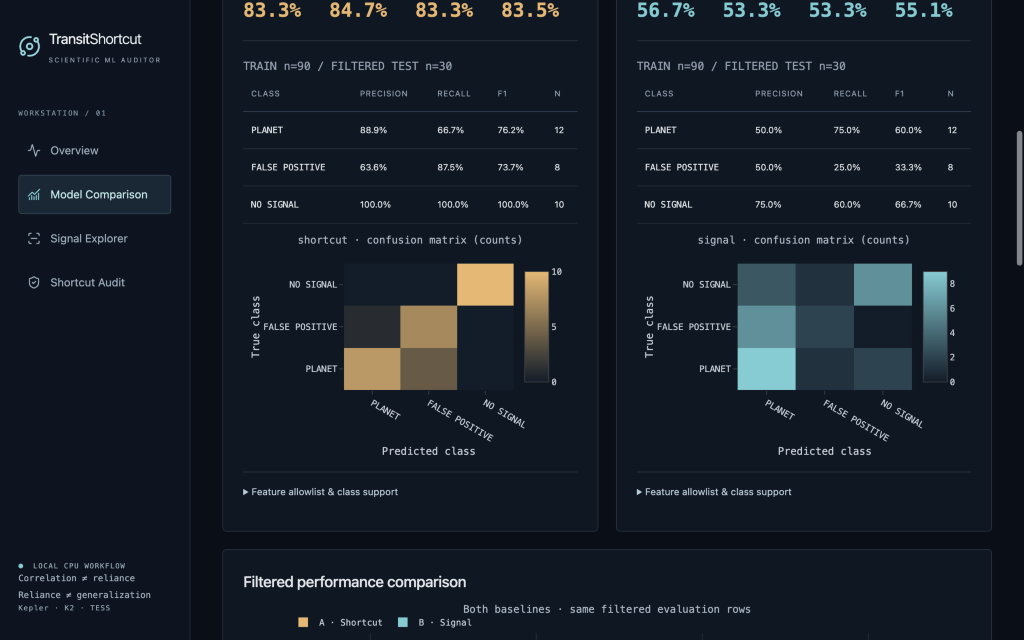 TransitShortcut
SCIENTIFIC ML AUDITOR
WORKSTATION / 01
Overview
Model Comparison
Signal Explorer
Shortcut Audit
LOCAL CPU WORKFLOW
Correlation ≠ reliance
Reliance ≠ generalization
Kepler · K2 · TESS
83.3% 84.7% 83.3% 83.5%
TRAIN n=90 / FILTERED TEST n=30
CLASS PRECISION RECALL F1 N
PLANET 88.9% 66.7% 76.2% 12
FALSE POSITIVE 63.6% 87.5% 73.7% 8
NO SIGNAL 100.0% 100.0% 100.0% 10
shortcut · confusion matrix (counts)
True class
NO SIGNAL
FALSE POSITIVE
PLANET
PLANET
FALSE POSITIVE
NO SIGNAL
Predicted class
10
5
0
▶ Feature allowlist & class support
56.7% 53.3% 53.3% 55.1%
TRAIN n=90 / FILTERED TEST n=30
CLASS PRECISION RECALL F1 N
PLANET 50.0% 75.0% 60.0% 12
FALSE POSITIVE 50.0% 25.0% 33.3% 8
NO SIGNAL 75.0% 60.0% 66.7% 10
signal · confusion matrix (counts)
True class
NO SIGNAL
FALSE POSITIVE
PLANET
PLANET
FALSE POSITIVE
NO SIGNAL
Predicted class
8
6
4
2
0
▶ Feature allowlist & class support
Filtered performance comparison
Both baselines · same filtered evaluation rows
A · Shortcut B · Signal